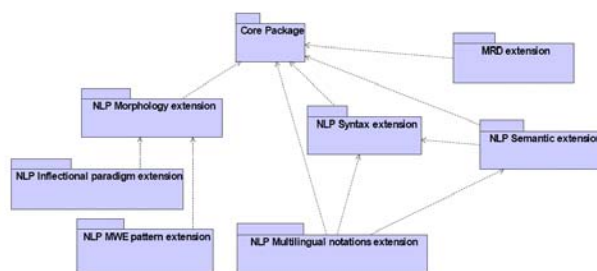 Core Package
MRD extension
NLP Morphology extension
NLP Syntax extension
NLP Semantic extension
NLP Inflectional paradigm extension
NLP MWE pattern extension
NLP Multilingual notations extension